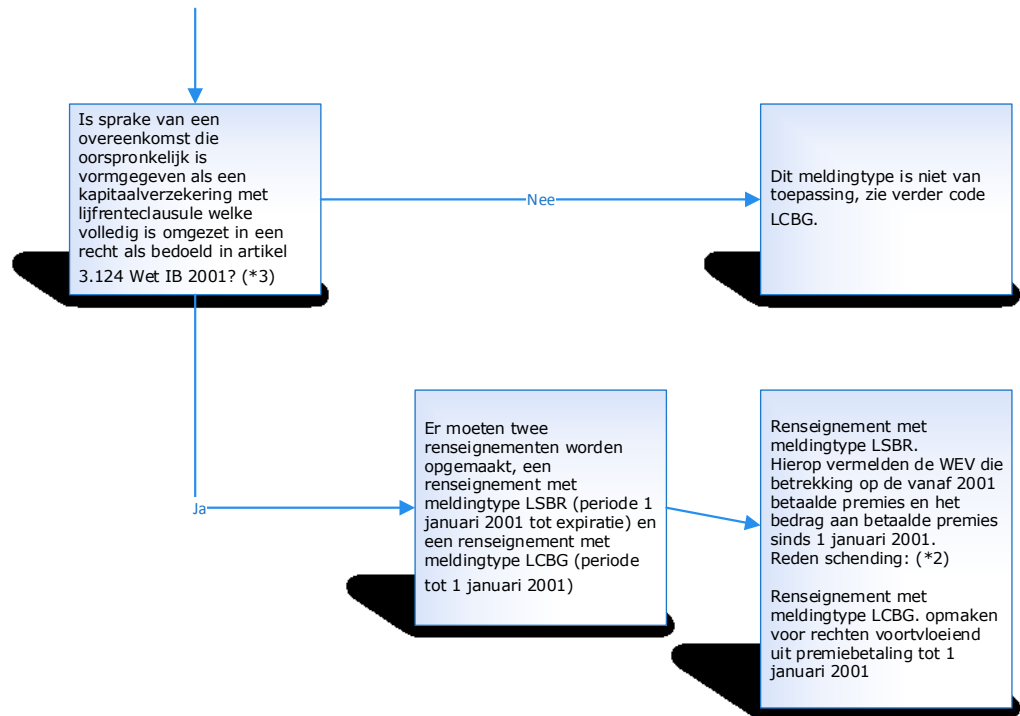 Is sprake van een
overeenkomst die
oorspronkelijk is
vormgegeven als een
kapitaalverzekering met
lijfrenteclausule welke
volledig is omgezet in een
recht als bedoeld in artikel
3.124 Wet IB 2001? (*3)
Nee
Dit meldingtype is niet van
toepassing, zie verder code
LCBG.
Ja
Er moeten twee
renseignementen worden
opgemaakt, een
renseignement met
meldingtype LSBR (periode 1
januari 2001 tot expiratie) en
een renseignement met
meldingtype LCBG (periode
tot 1 januari 2001)
Renseignement met
meldingtype LSBR.
Hierop vermelden de WEV die
betrekking op de vanaf 2001
betaalde premies en het
bedrag aan betaalde premies
sinds 1 januari 2001.
Reden schending: (*2)
Renseignement met
meldingtype LCBG. opmaken
voor rechten voortvloeiend
uit premiebetaling tot 1
januari 2001